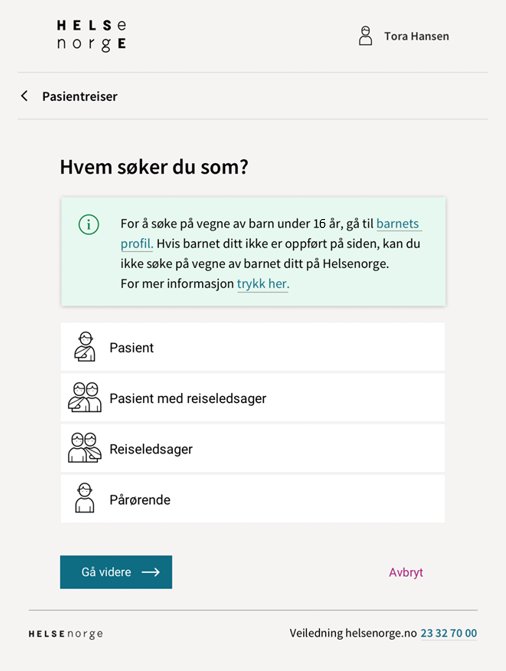 HELSe
norgE
Tora Hansen
Pasientreiser
Hvem søker du som?
For å søke på vegne av barn under 16 år, gå til barnets
profil. Hvis barnet ditt ikke er oppført på siden, kan du
ikke søke på vegne av barnet ditt på Helsenorge.
For mer informasjon trykk her.
Pasient
Pasient med reiseledsager
Reiseledsager
Pårørende
Gå videre
Avbryt
HELSEnorge
Veiledning helsenorge.no 23 32 70 00